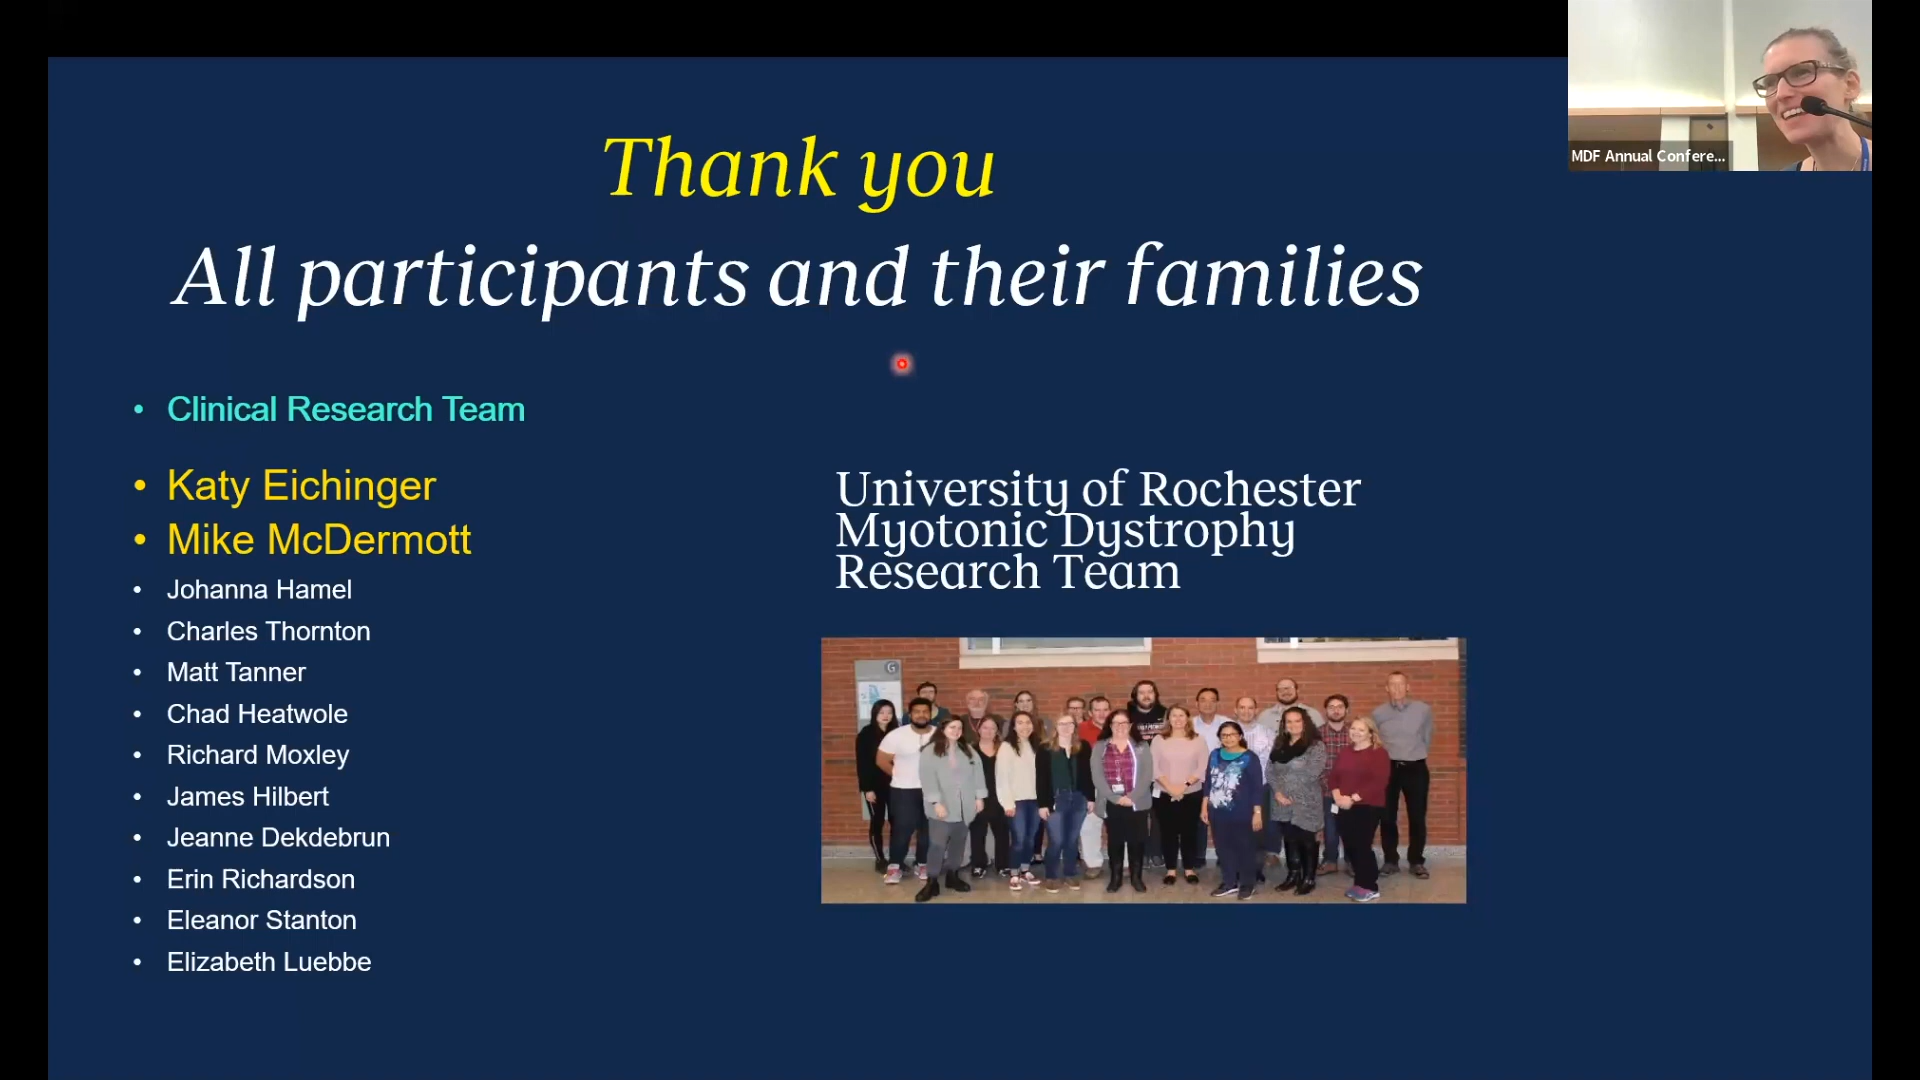 MDF Annual Confere...
Thank you
All participants and their families
• Clinical Research Team
• Katy Eichinger
• Mike McDermott
• Johanna Hamel
• Charles Thornton
• Matt Tanner
• Chad Heatwole
• Richard Moxley
• James Hilbert
• Jeanne Dekdebrun
• Erin Richardson
• Eleanor Stanton
• Elizabeth Luebbe
University of Rochester
Myotonic Dystrophy
Research Team
G